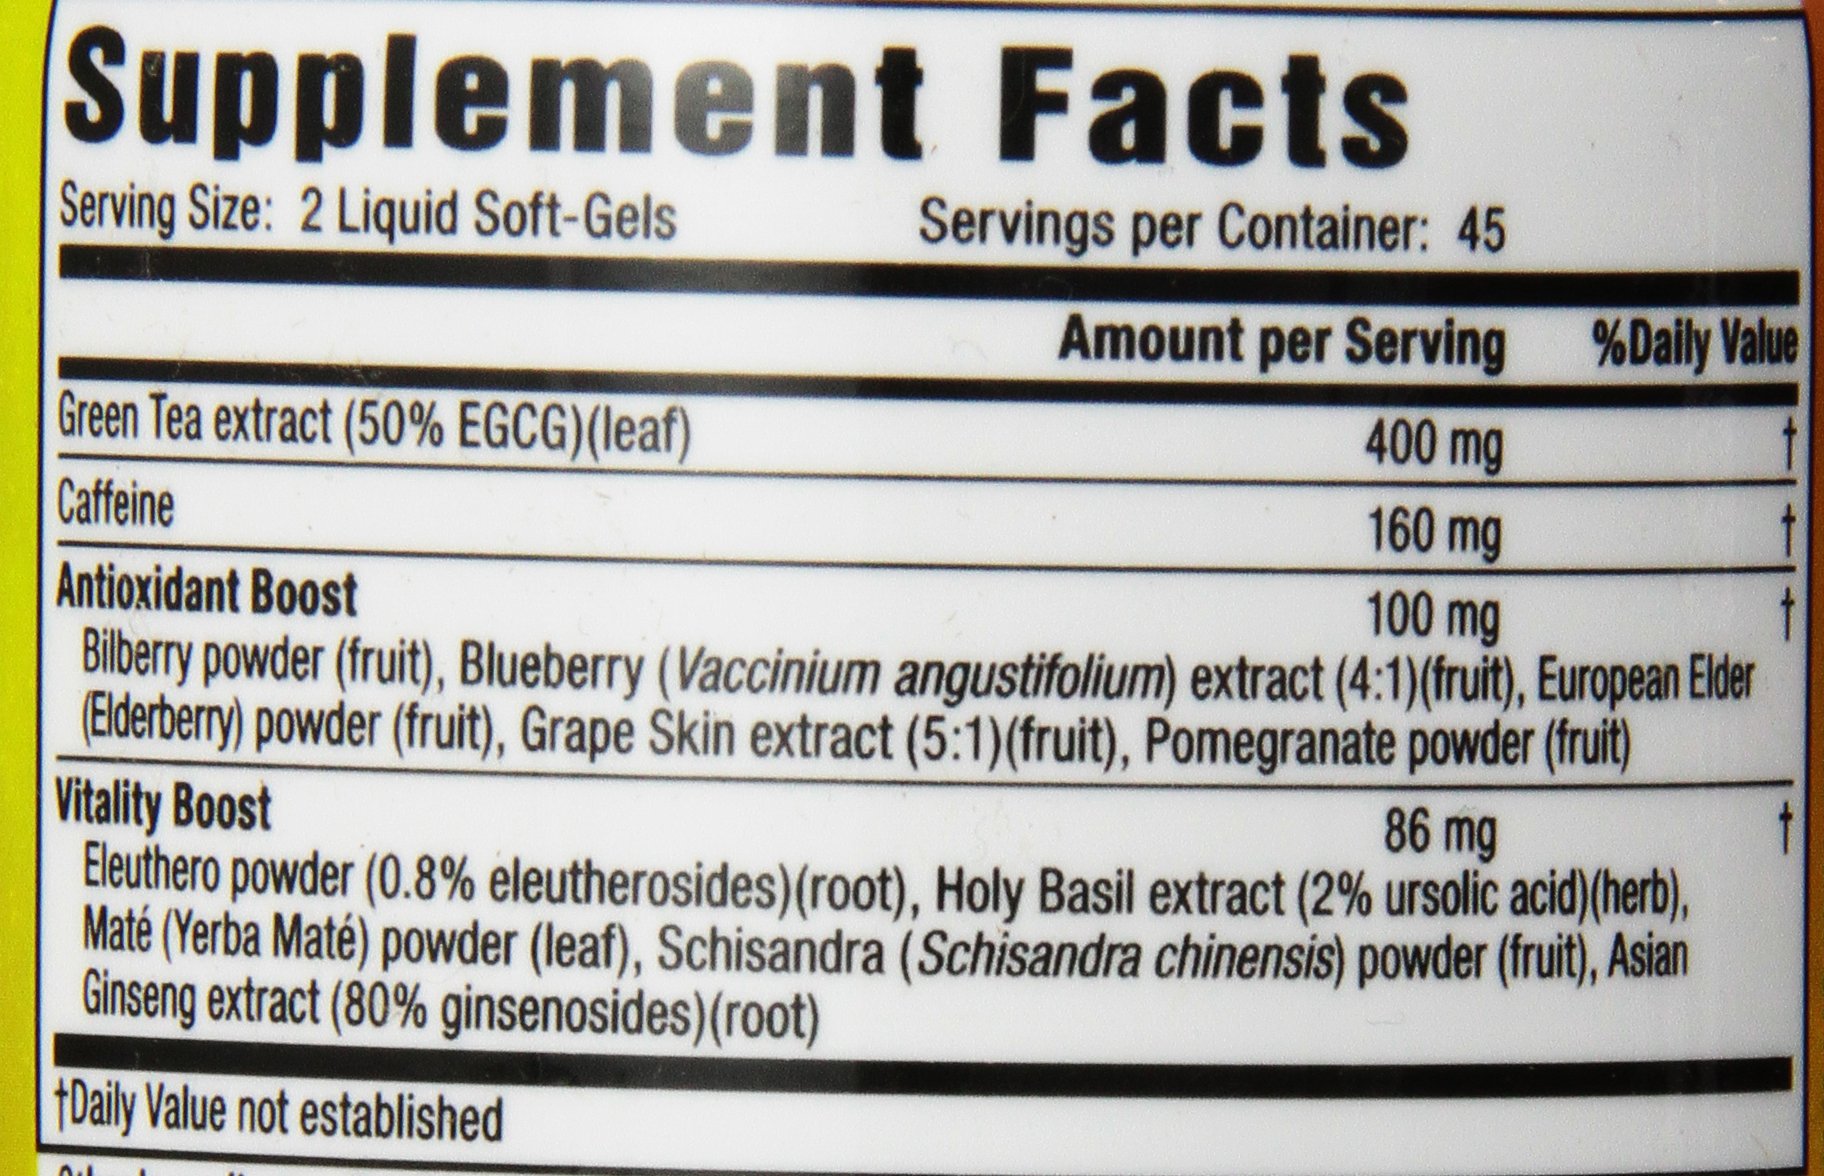 Supplement Facts
Serving Size: 2 Liquid Soft-Gels Servings per Container: 45
Amount per Serving %Daily Value
Green Tea extract (50% EGCG)(leaf) 400 mg †
Caffeine 160 mg †
Antioxidant Boost 100 mg †
Bilberry powder (fruit), Blueberry (Vaccinium angustifolium) extract (4:1)(fruit), European Elder
(Elderberry) powder (fruit), Grape Skin extract (5:1)(fruit), Pomegranate powder (fruit)
Vitality Boost 86 mg †
Eleuthero powder (0.8% eleutherosides)(root), Holy Basil extract (2% ursolic acid)(herb),
Maté (Yerba Maté) powder (leaf), Schisandra (Schisandra chinensis) powder (fruit), Asian
Ginseng extract (80% ginsenosides)(root)
†Daily Value not established